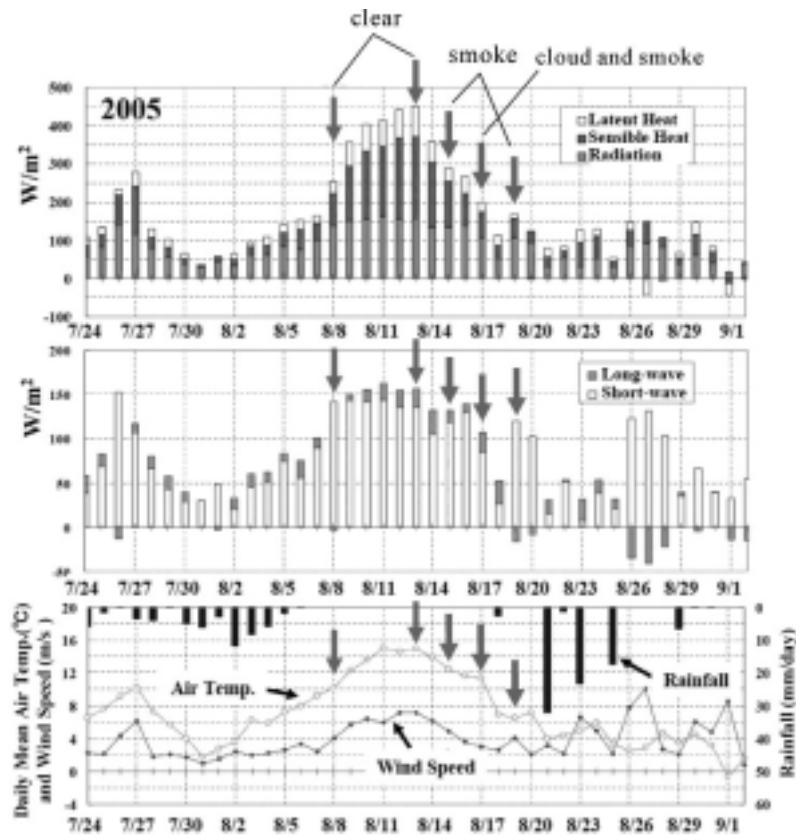 clear
smoke
cloud and smoke
500
400
300
200
100
0
-100
W/m²
2005
Latent Heat
Sensible Heat
Radiation
7/24 7/27 7/30 8/2 8/5 8/8 8/11 8/14 8/17 8/20 8/23 8/26 8/29 9/1
200
150
100
50
0
-50
W/m²
Long-wave
Short-wave
7/24 7/27 7/30 8/2 8/5 8/8 8/11 8/14 8/17 8/20 8/23 8/26 8/29 9/1
Daily Mean Air Temp.(℃)
and Wind Speed (m/s)
20
16
12
8
4
0
-4
Air Temp.
Wind Speed
Rainfall
0
10
20
30
40
50
60
Rainfall (mm/day)
7/24 7/27 7/30 8/2 8/5 8/8 8/11 8/14 8/17 8/20 8/23 8/26 8/29 9/1